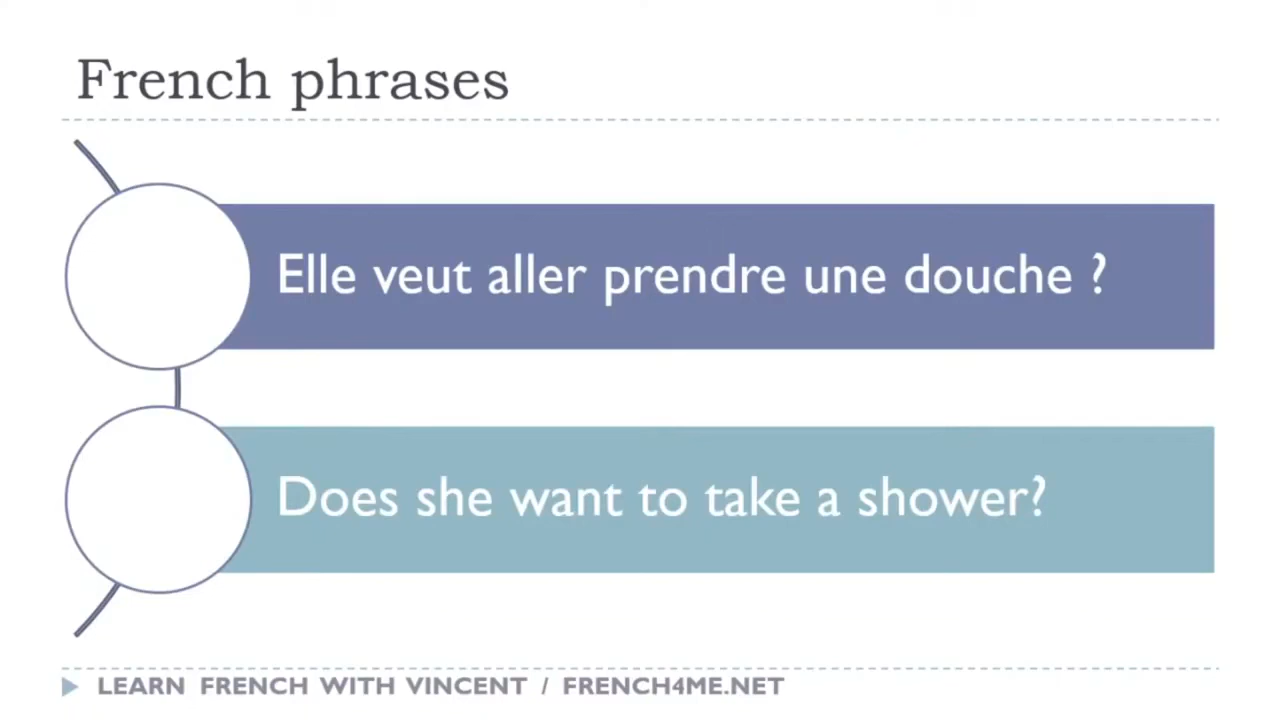 French phrases
Elle veut aller prendre une douche ?
Does she want to take a shower?
LEARN FRENCH WITH VINCENT / FRENCH4ME.NET